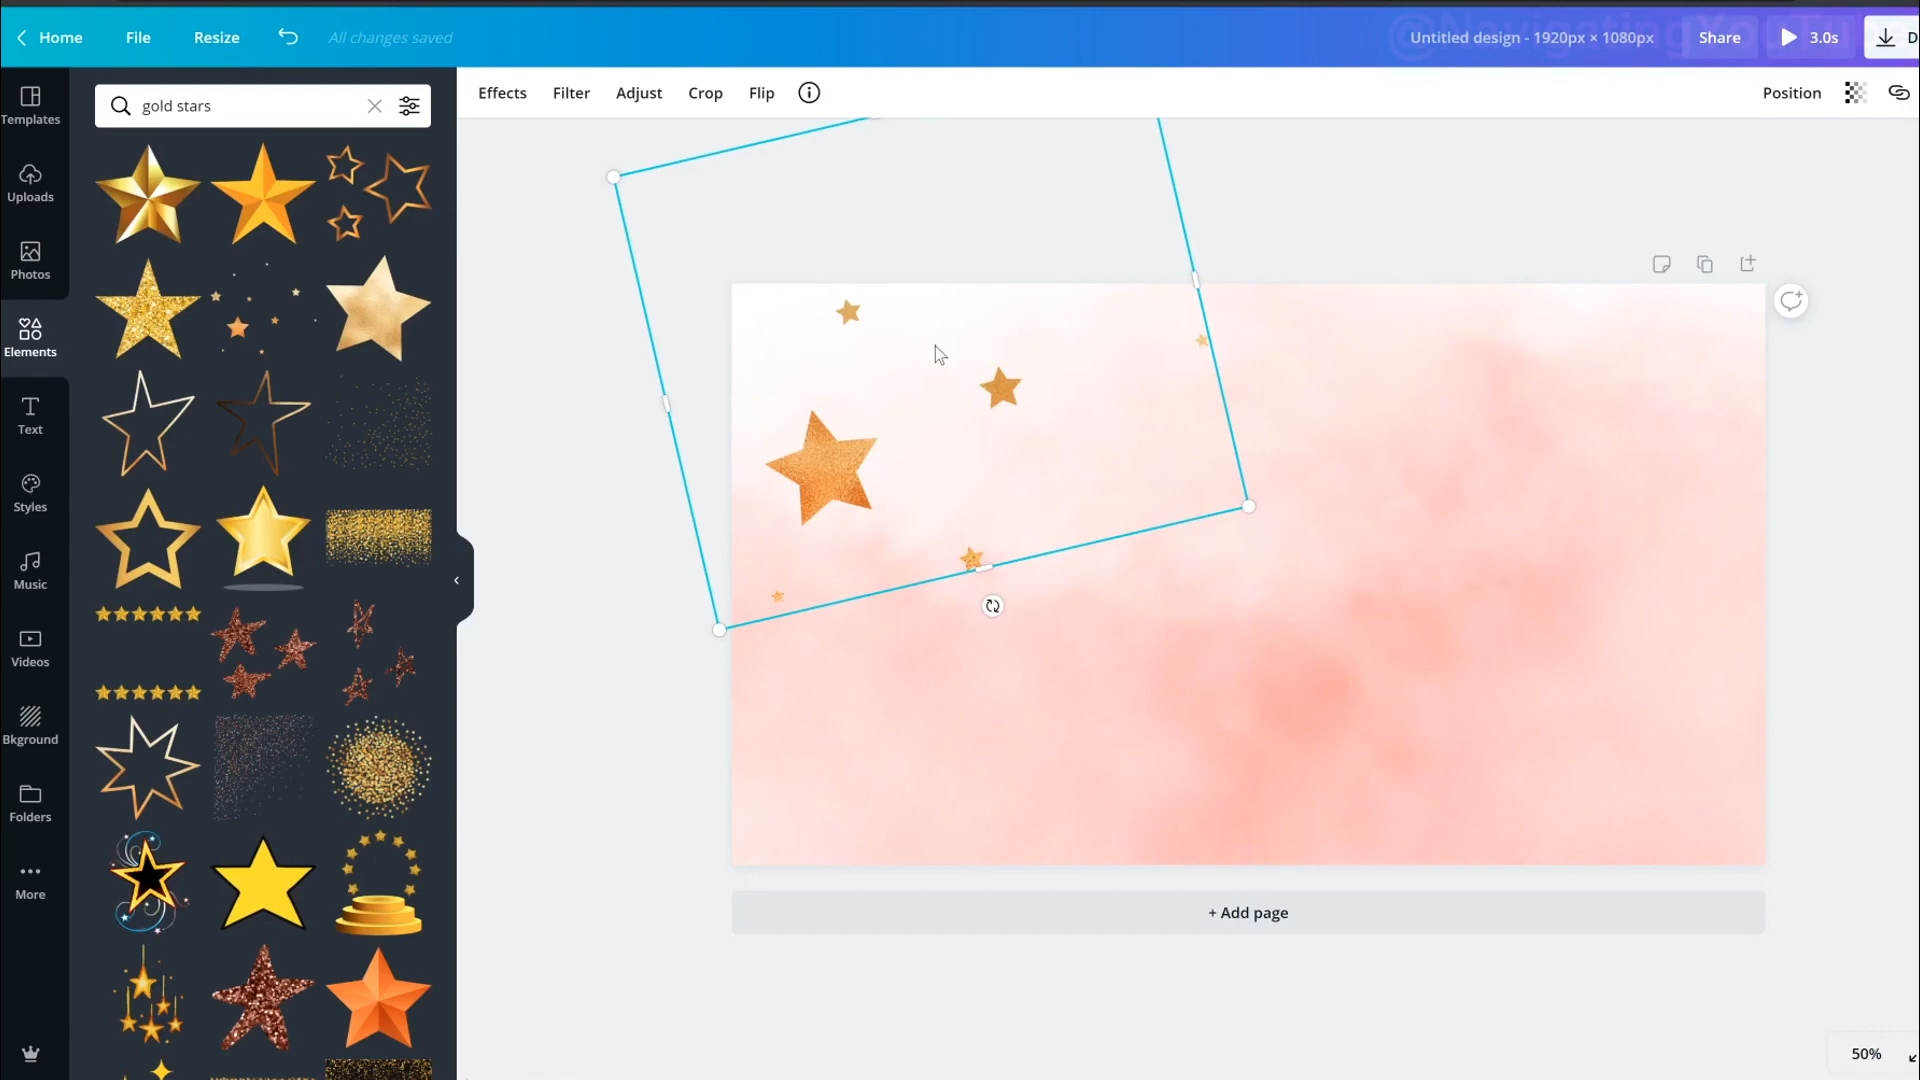 Home File Resize All changes saved Untitled design - 1920px × 1080px Share 3.0s D
Templates
Uploads
Photos
Elements
Text
Styles
Music
Videos
Bkground
Folders
More
gold stars
Effects Filter Adjust Crop Flip Position
+ Add page
50%